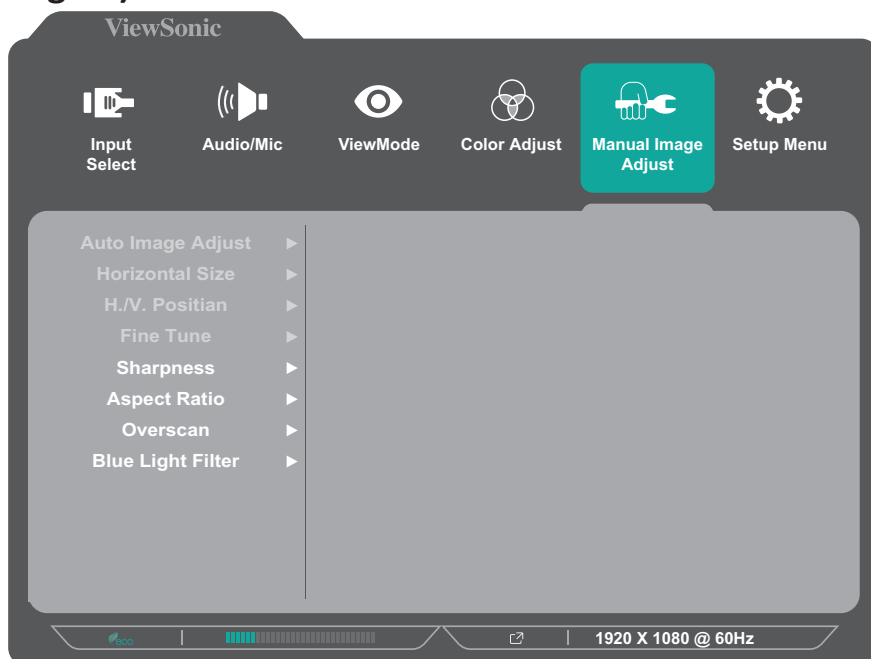 ViewSonic
Input
Select
Audio/Mic
ViewMode
Color Adjust
Manual Image
Adjust
Setup Menu
Auto Image Adjust
Horizontal Size
H./V. Positian
Fine Tune
Sharpness
Aspect Ratio
Overscan
Blue Light Filter
eco
1920 X 1080 @ 60Hz